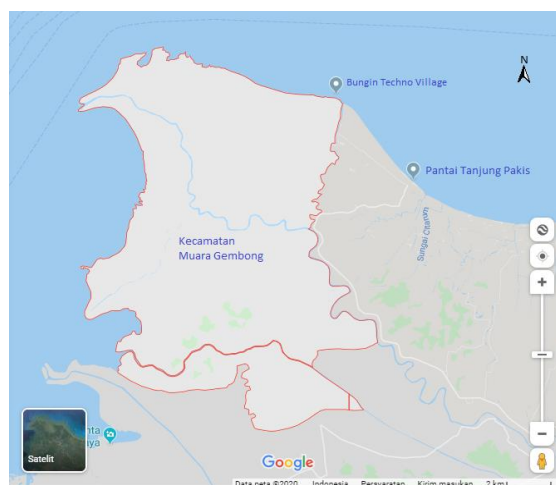 N
Bungin Techno Village
Pantai Tanjung Pakis
Sungai Citarum
Kecamatan
Muara Gembong
Satelit
Google
Data peta ©2020 Indonesia Persyaratan Kirim masukan 2 km